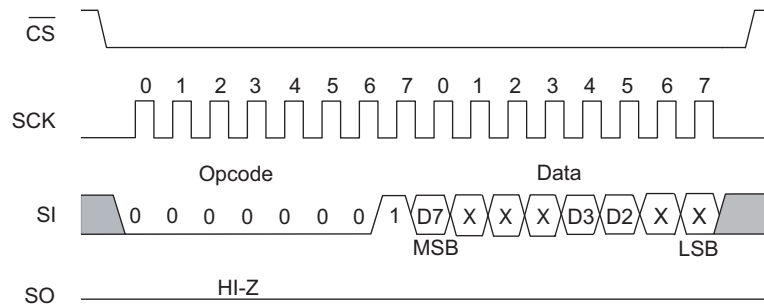 CS
0 1 2 3 4 5 6 7 0 1 2 3 4 5 6 7
SCK
Opcode Data
SI 0 0 0 0 0 0 0 1 D7 X X X D3 D2 X X
MSB LSB
HI-Z
SO